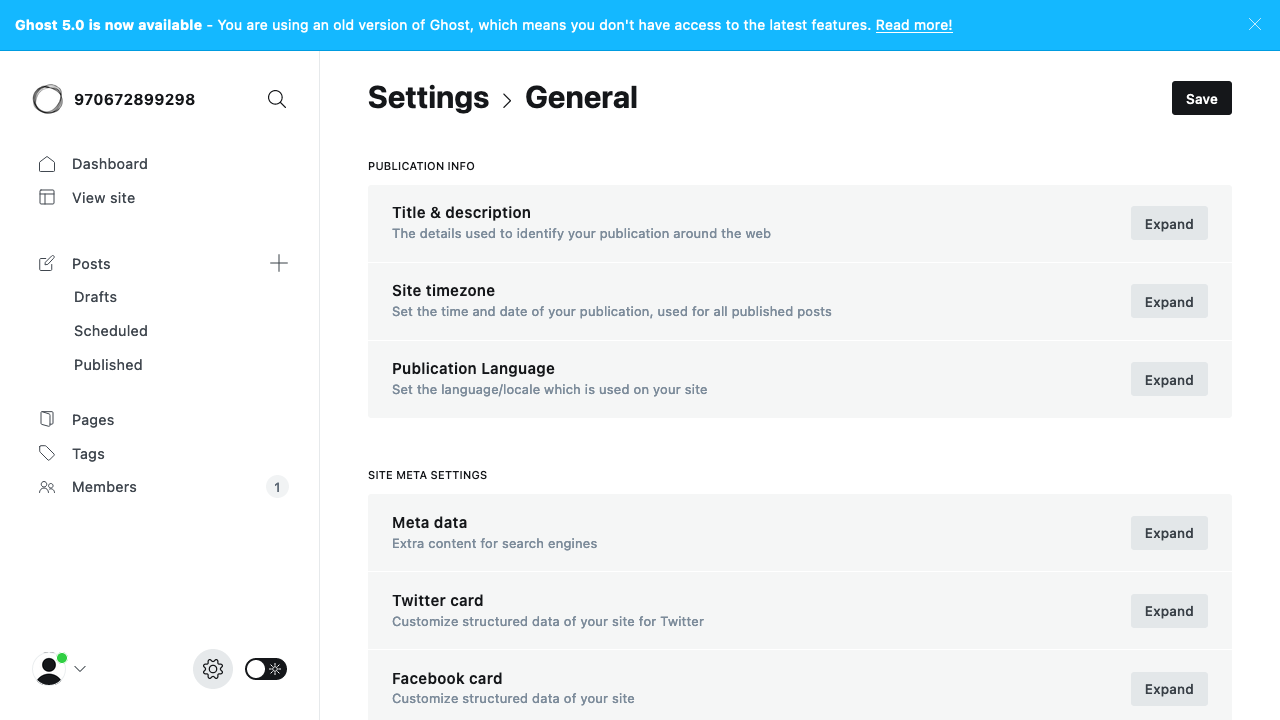 Ghost 5.0 is now available - You are using an old version of Ghost, which means you don't have access to the latest features. Read more!
970672899298
Dashboard
View site
Posts
Drafts
Scheduled
Published
Pages
Tags
Members
1
Settings
General
Save
PUBLICATION INFO
Title & description
The details used to identify your publication around the web
Expand
Site timezone
Set the time and date of your publication, used for all published posts
Expand
Publication Language
Set the language/locale which is used on your site
Expand
SITE META SETTINGS
Meta data
Extra content for search engines
Expand
Twitter card
Customize structured data of your site for Twitter
Expand
Facebook card
Customize structured data of your site
Expand